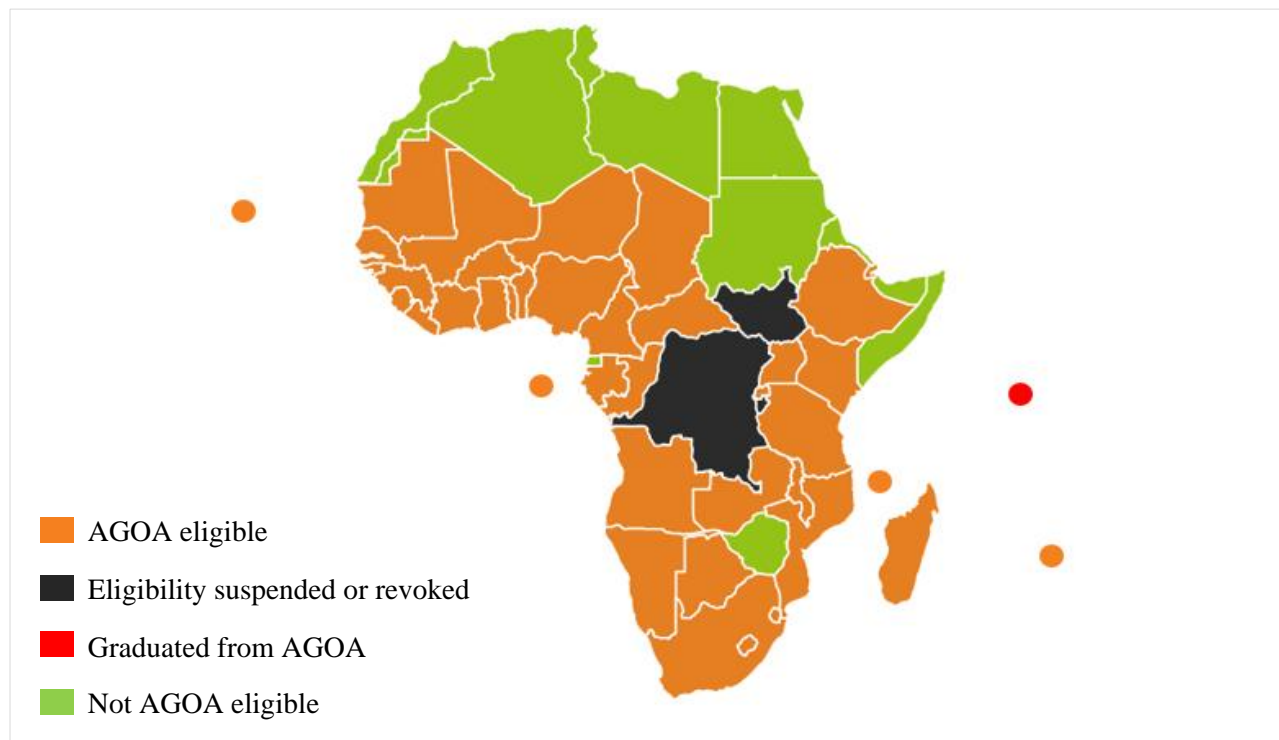 AGOA eligible
Eligibility suspended or revoked
Graduated from AGOA
Not AGOA eligible